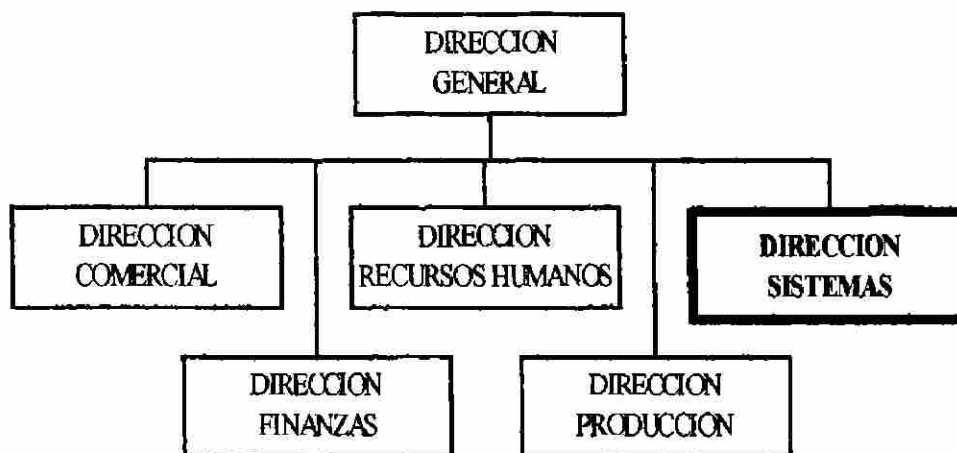 DIRECCION
GENERAL
DIRECCION
COMERCIAL
DIRECCION
RECURSOS HUMANOS
DIRECCION
SISTEMAS
DIRECCION
FINANZAS
DIRECCION
PRODUCCION